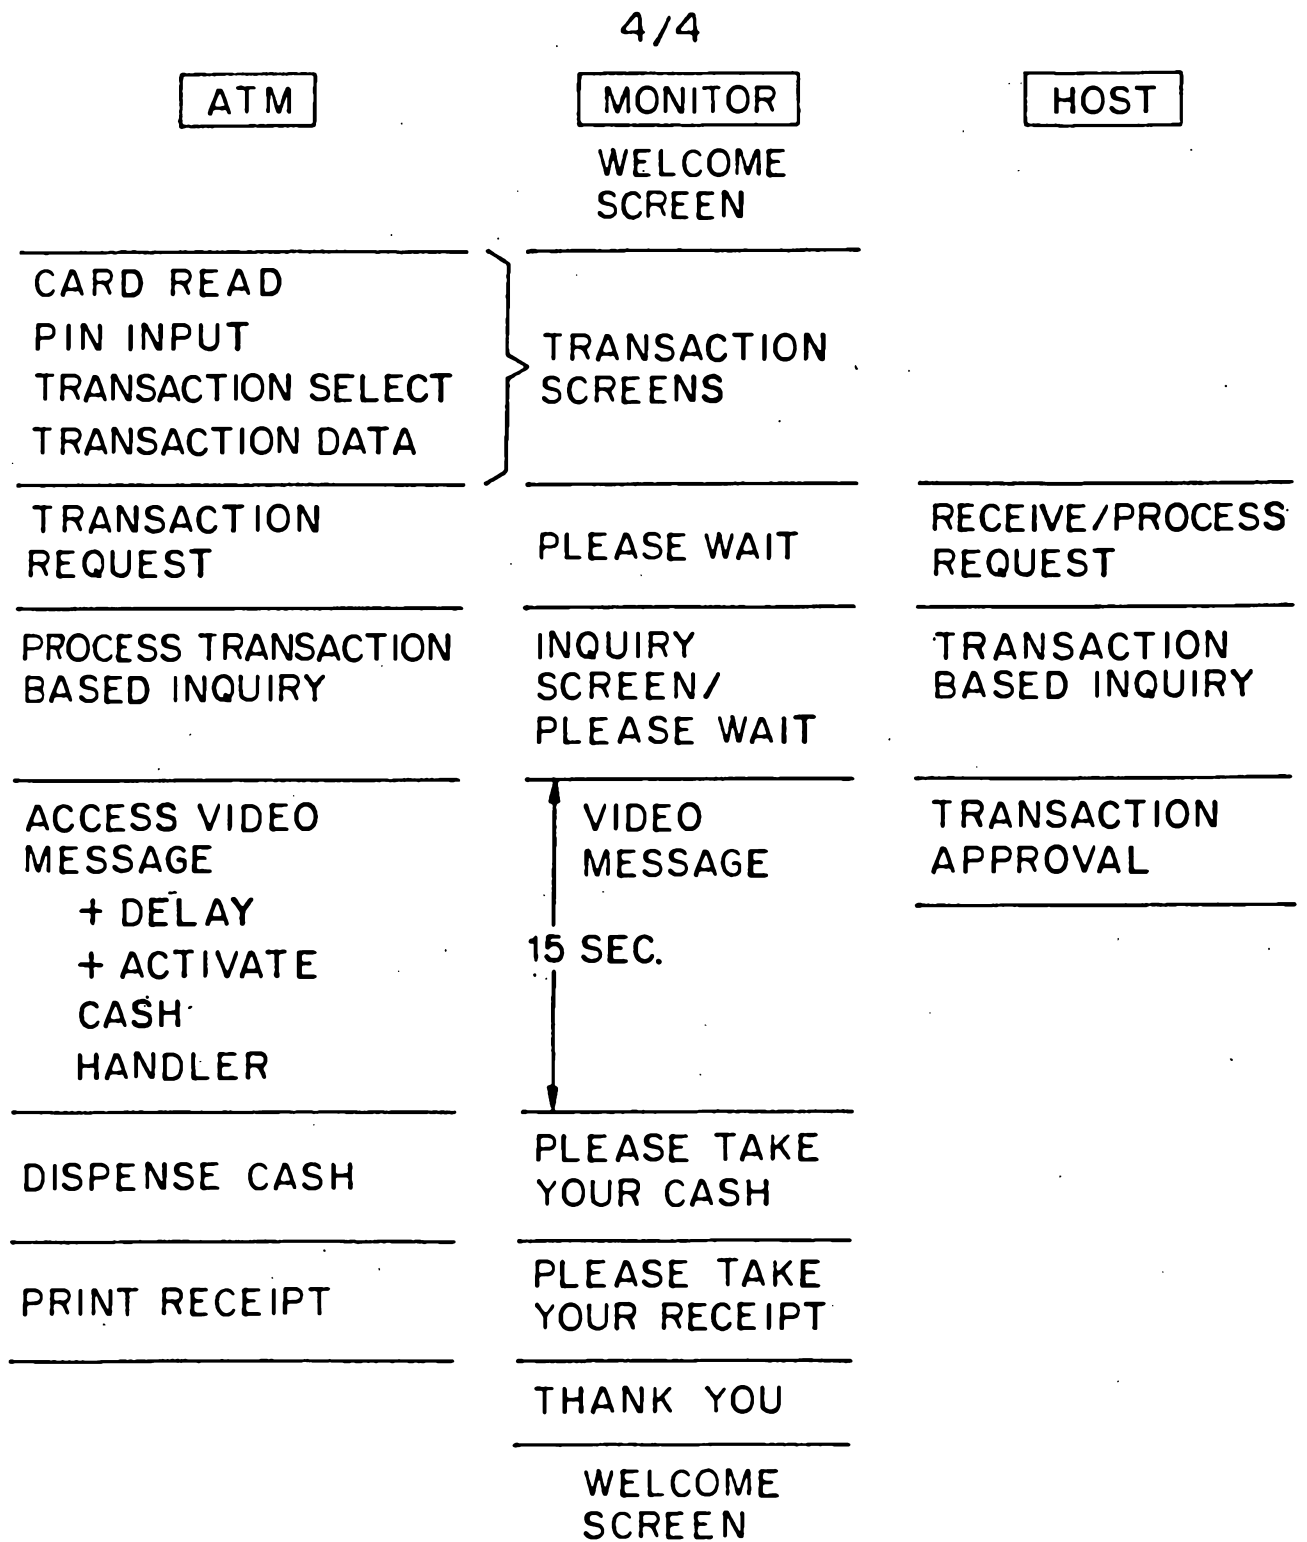 4/4
ATM
MONITOR
HOST
WELCOME
SCREEN
CARD READ
PIN INPUT
TRANSACTION SELECT
TRANSACTION DATA
TRANSACTION
SCREENS
TRANSACTION
REQUEST
PLEASE WAIT
RECEIVE/PROCESS
REQUEST
PROCESS TRANSACTION
BASED INQUIRY
INQUIRY
SCREEN/
PLEASE WAIT
TRANSACTION
BASED INQUIRY
ACCESS VIDEO
MESSAGE
+ DELAY
+ ACTIVATE
CASH
HANDLER
VIDEO
MESSAGE
15 SEC.
TRANSACTION
APPROVAL
DISPENSE CASH
PLEASE TAKE
YOUR CASH
PRINT RECEIPT
PLEASE TAKE
YOUR RECEIPT
THANK YOU
WELCOME
SCREEN